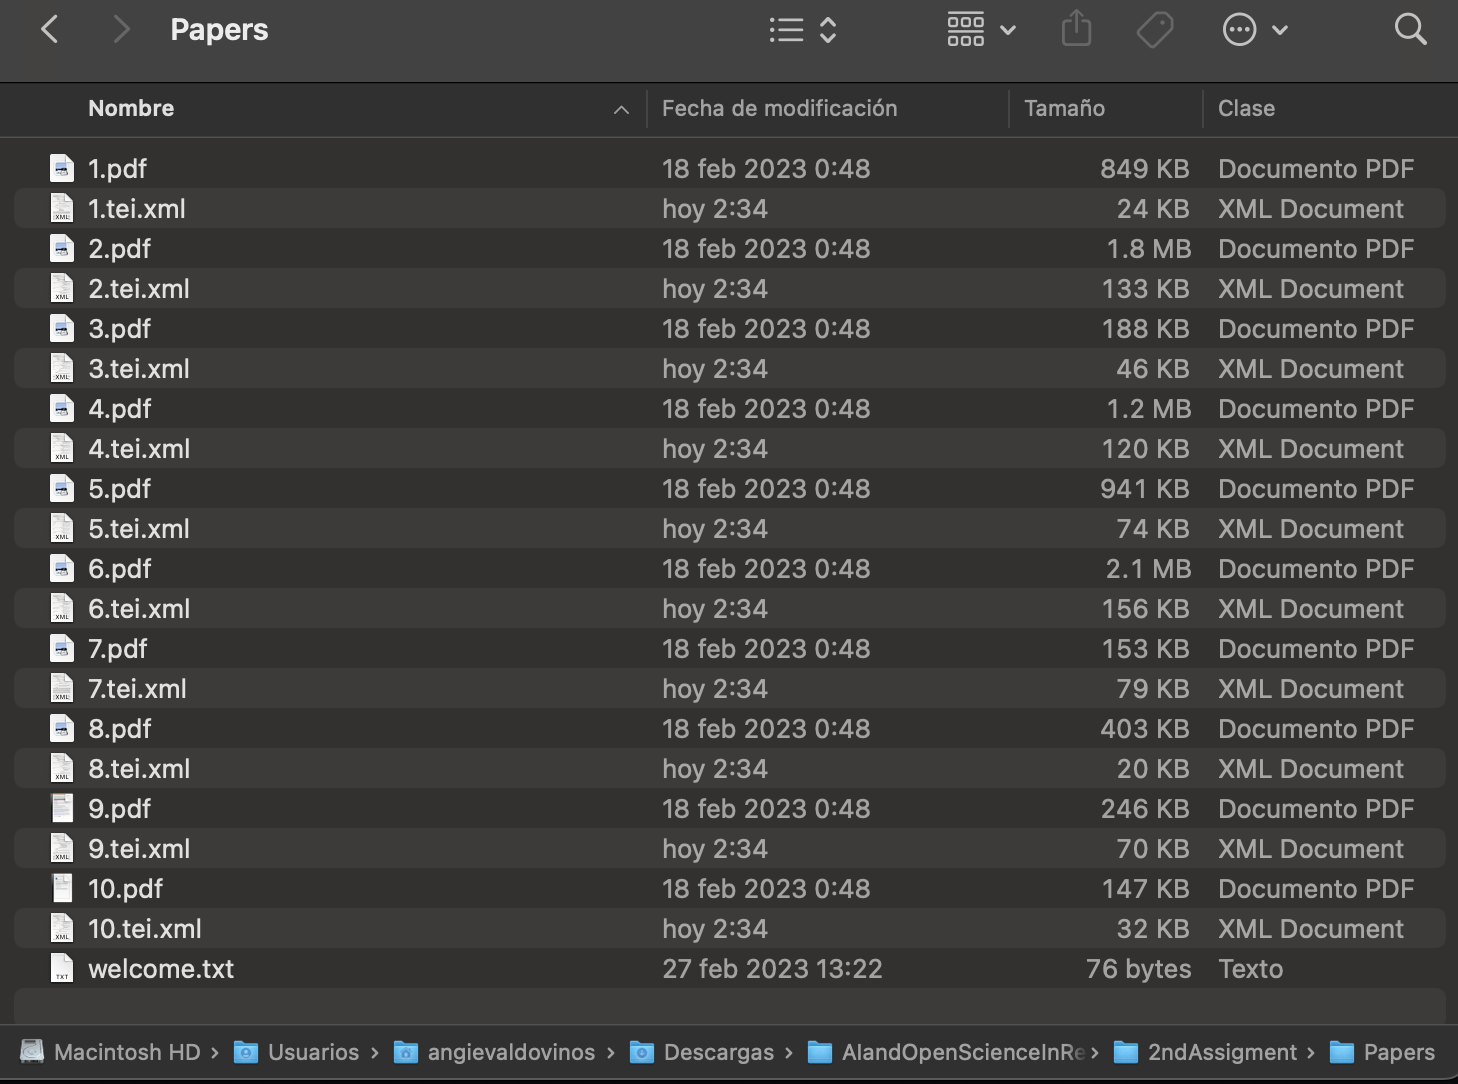 Papers
Nombre Fecha de modificación Tamaño Clase
1.pdf 18 feb 2023 0:48 849 KB Documento PDF
1.tei.xml hoy 2:34 24 KB XML Document
2.pdf 18 feb 2023 0:48 1.8 MB Documento PDF
2.tei.xml hoy 2:34 133 KB XML Document
3.pdf 18 feb 2023 0:48 188 KB Documento PDF
3.tei.xml hoy 2:34 46 KB XML Document
4.pdf 18 feb 2023 0:48 1.2 MB Documento PDF
4.tei.xml hoy 2:34 120 KB XML Document
5.pdf 18 feb 2023 0:48 941 KB Documento PDF
5.tei.xml hoy 2:34 74 KB XML Document
6.pdf 18 feb 2023 0:48 2.1 MB Documento PDF
6.tei.xml hoy 2:34 156 KB XML Document
7.pdf 18 feb 2023 0:48 153 KB Documento PDF
7.tei.xml hoy 2:34 79 KB XML Document
8.pdf 18 feb 2023 0:48 403 KB Documento PDF
8.tei.xml hoy 2:34 20 KB XML Document
9.pdf 18 feb 2023 0:48 246 KB Documento PDF
9.tei.xml hoy 2:34 70 KB XML Document
10.pdf 18 feb 2023 0:48 147 KB Documento PDF
10.tei.xml hoy 2:34 32 KB XML Document
welcome.txt 27 feb 2023 13:22 76 bytes Texto
Macintosh HD › Usuarios › angievaldovinos › Descargas › AIandOpenScienceInRe › 2ndAssigment › Papers